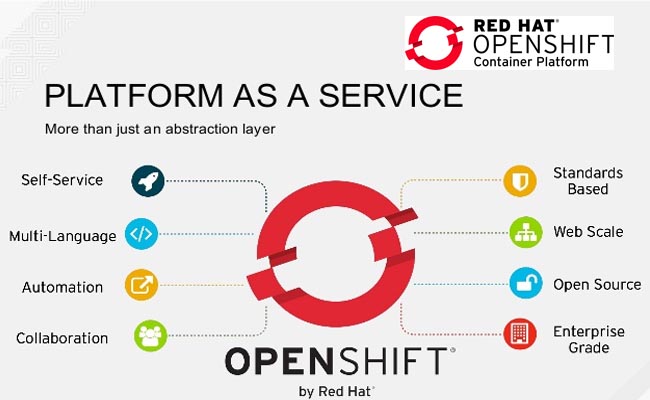 RED HAT®
OPENSHIFT
Container Platform
PLATFORM AS A SERVICE
More than just an abstraction layer
Self-Service
Multi-Language
</>
Automation
Collaboration
Standards
Based
Web Scale
Open Source
Enterprise
Grade
OPENSHIFT®
by Red Hat®